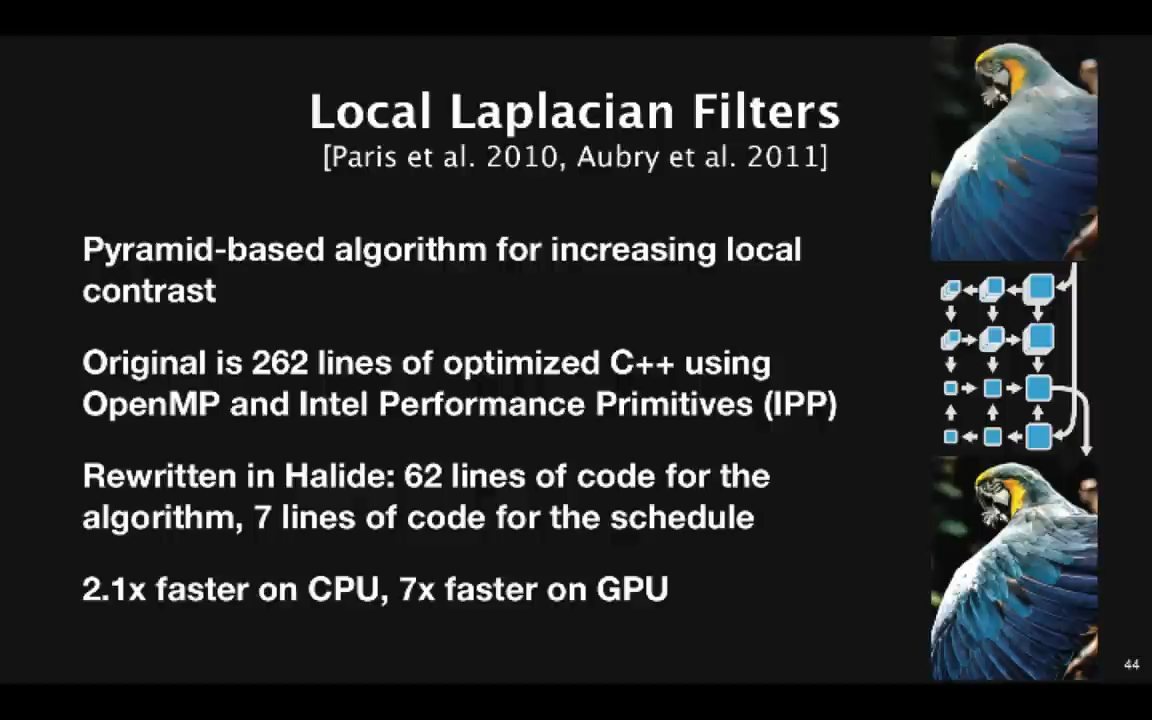 Local Laplacian Filters
[Paris et al. 2010, Aubry et al. 2011]
Pyramid-based algorithm for increasing local
contrast
Original is 262 lines of optimized C++ using
OpenMP and Intel Performance Primitives (IPP)
Rewritten in Halide: 62 lines of code for the
algorithm, 7 lines of code for the schedule
2.1x faster on CPU, 7x faster on GPU
44